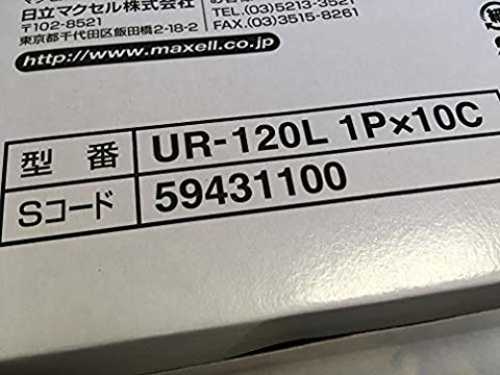 日立マクセル株式会社
〒102-8521
東京都千代田区飯田橋2-18-2
TEL.(03)5213-3521
FAX.(03)3515-8261
http://www.maxell.co.jp
型番 UR-120L 1P×10C
Sコード 59431100